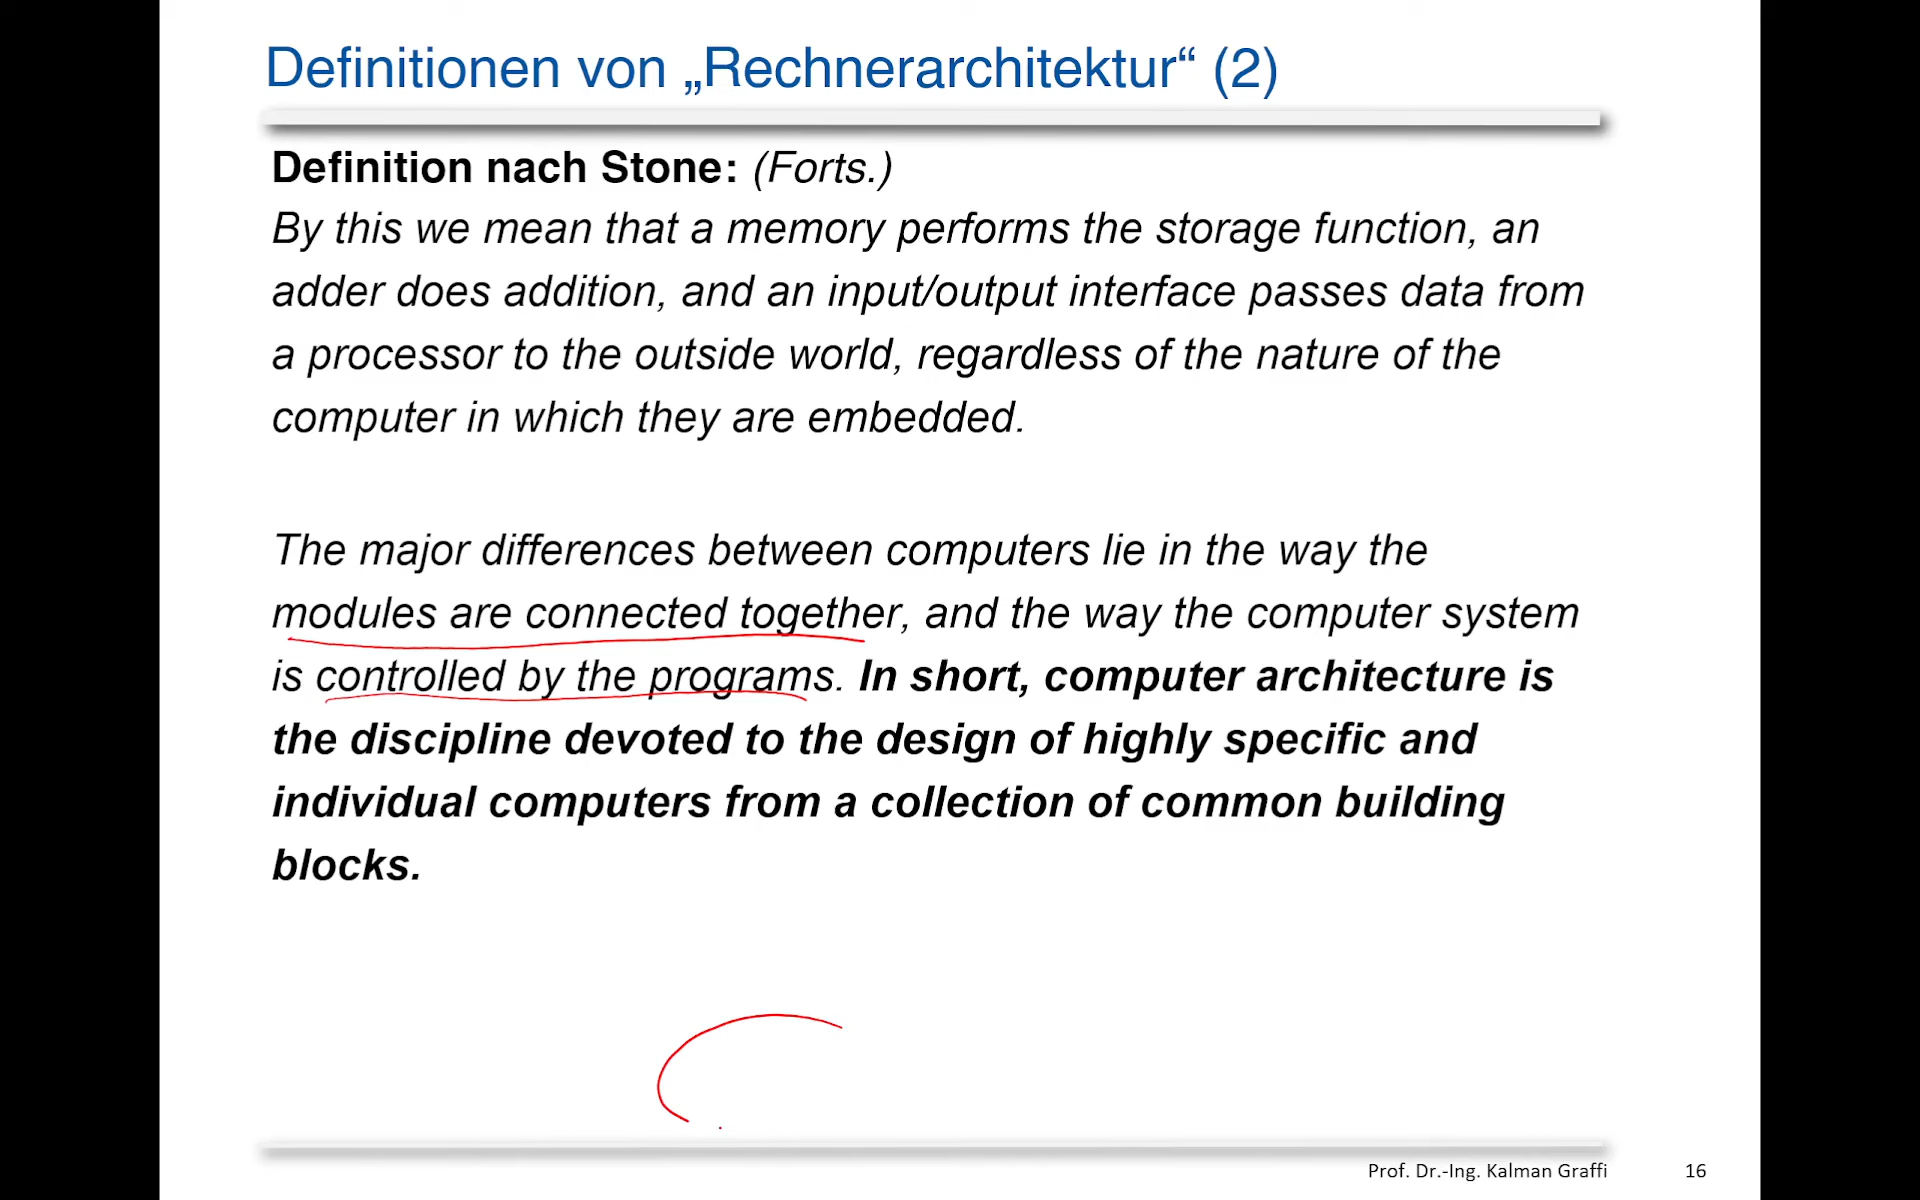 Definitionen von „Rechnerarchitektur“ (2)
Definition nach Stone: (Forts.)
By this we mean that a memory performs the storage function, an
adder does addition, and an input/output interface passes data from
a processor to the outside world, regardless of the nature of the
computer in which they are embedded.
The major differences between computers lie in the way the
modules are connected together, and the way the computer system
is controlled by the programs. In short, computer architecture is
the discipline devoted to the design of highly specific and
individual computers from a collection of common building
blocks.
Prof. Dr.-Ing. Kalman Graffi 16